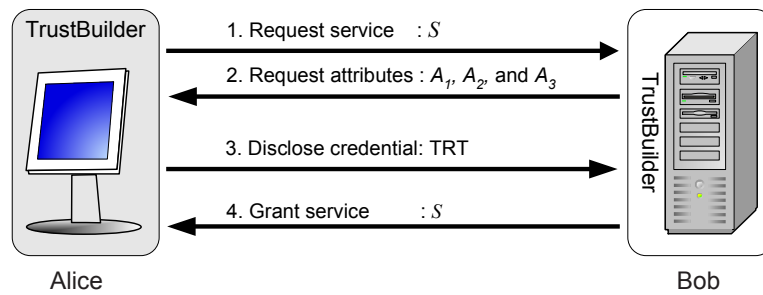 TrustBuilder
1. Request service : S
2. Request attributes : A1, A2, and A3
3. Disclose credential: TRT
4. Grant service : S
TrustBuilder
Alice
Bob